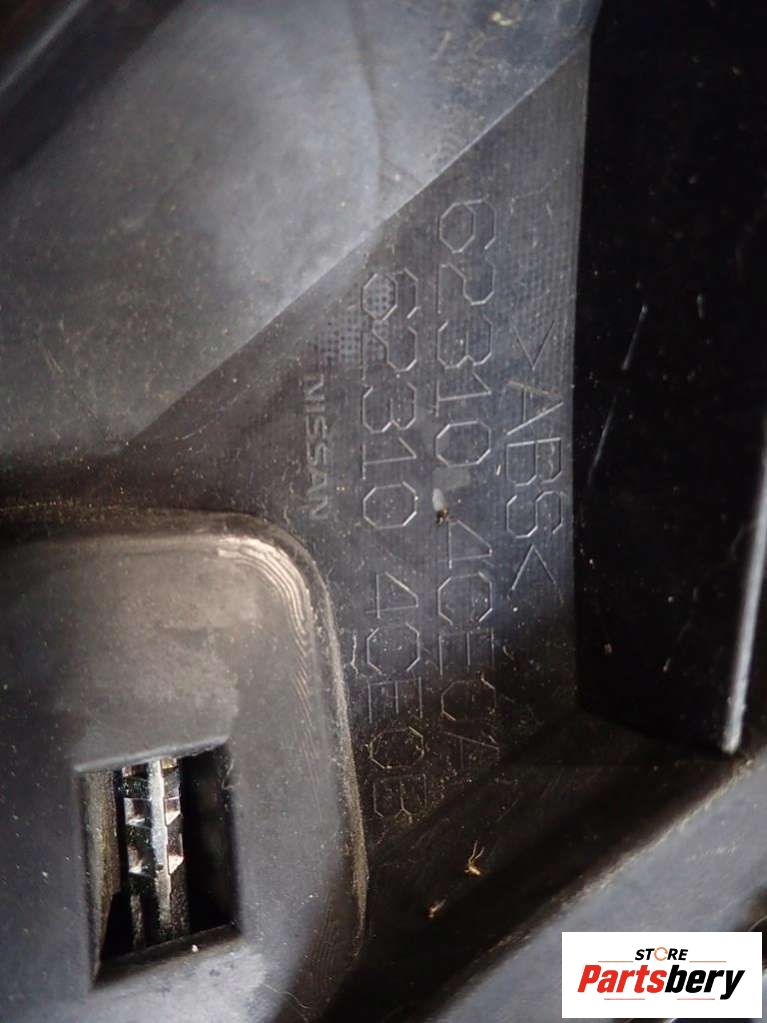 >ABS<
62310 4CE0A
62310 4CE0B
NISSAN
STORE
Partsbery